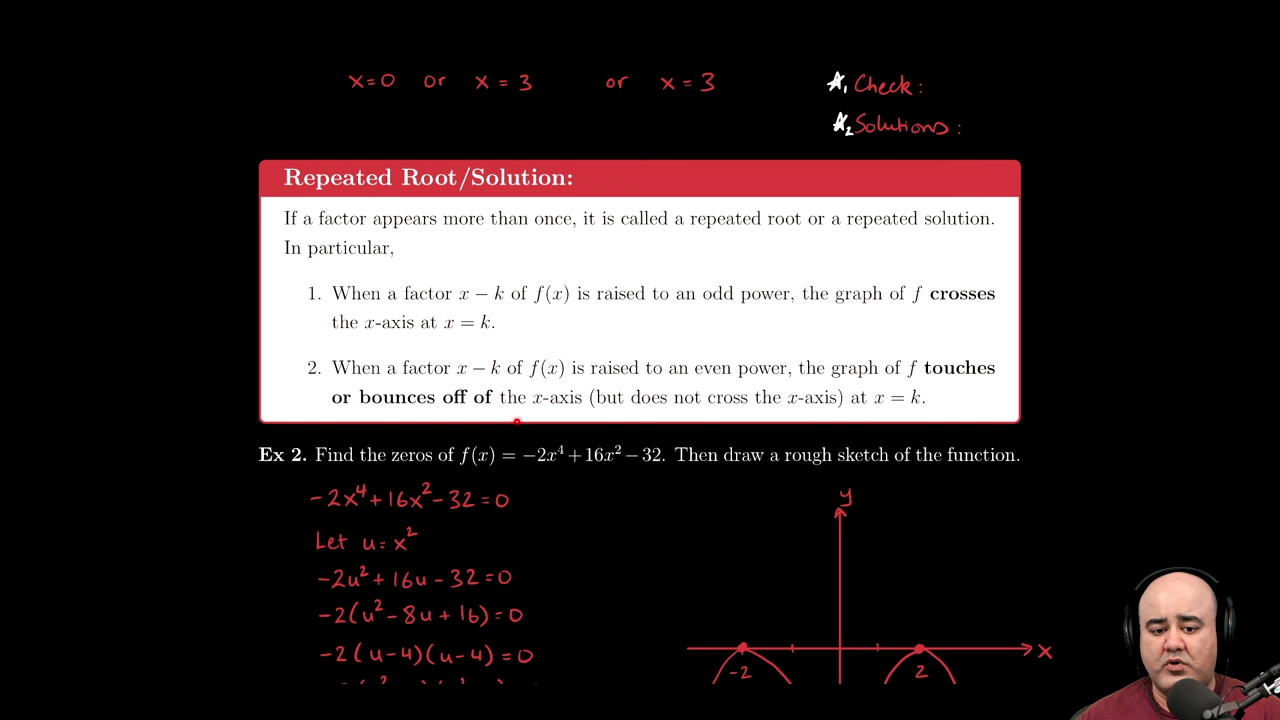 x=0 or x = 3 or x = 3
☆₁ Check:
☆₂ Solutions:
Repeated Root/Solution:
If a factor appears more than once, it is called a repeated root or a repeated solution.
In particular,
1. When a factor x − k of f(x) is raised to an odd power, the graph of f crosses
the x-axis at x = k.
2. When a factor x − k of f(x) is raised to an even power, the graph of f touches
or bounces off of the x-axis (but does not cross the x-axis) at x = k.
Ex 2. Find the zeros of f(x) = −2x⁴ + 16x² − 32. Then draw a rough sketch of the function.
-2x⁴ + 16x² - 32 = 0
Let u = x²
-2u² + 16u - 32 = 0
-2(u² - 8u + 16) = 0
-2(u-4)(u-4) = 0
y
x
-2
2